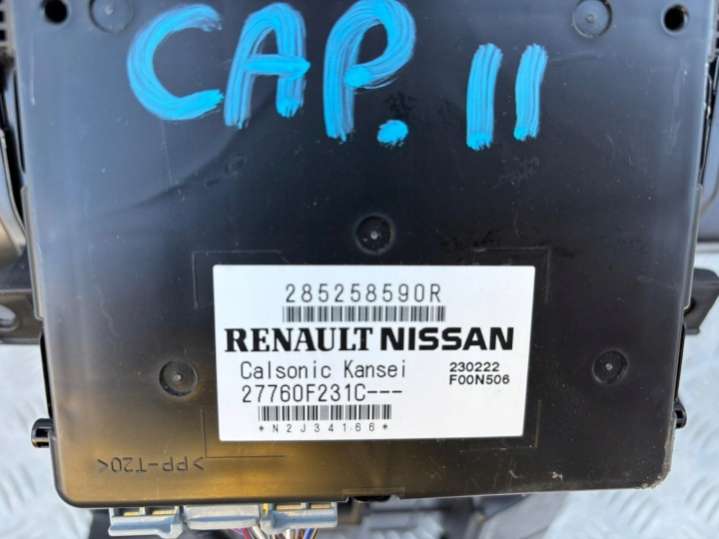 CAP. 11
285258590R
RENAULT NISSAN
Calsonic Kansei
230222
F00N506
27760F231C---
*N2J34166*
>PP-T20<